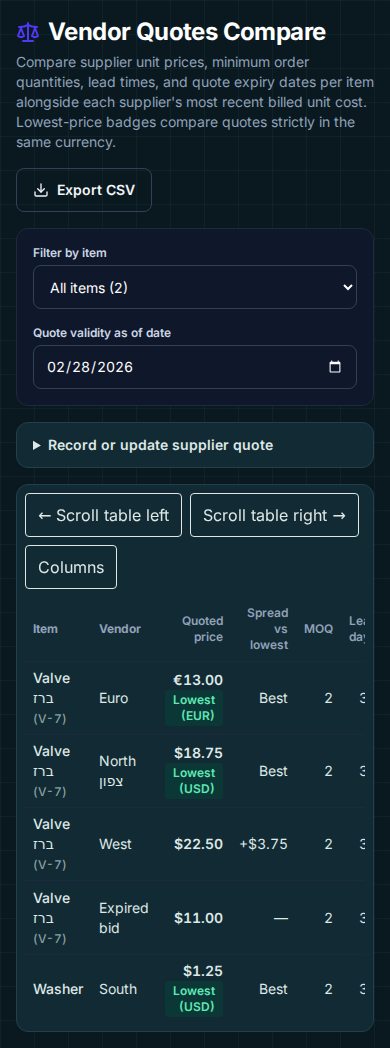 Vendor Quotes Compare
Compare supplier unit prices, minimum order
quantities, lead times, and quote expiry dates per item
alongside each supplier's most recent billed unit cost.
Lowest-price badges compare quotes strictly in the
same currency.
Export CSV
Filter by item
All items (2)
Quote validity as of date
02/28/2026
Record or update supplier quote
← Scroll table left
Scroll table right →
Columns
Item
Vendor
Quoted
price
Spread
vs
lowest
MOQ
Valve
ברז
(V-7)
Euro
€13.00
Lowest
(EUR)
Best
2
Valve
ברז
(V-7)
North
צפון
$18.75
Lowest
(USD)
Best
2
Valve
ברז
(V-7)
West
$22.50
+$3.75
2
Valve
ברז
(V-7)
Expired
bid
$11.00
—
2
Washer
South
$1.25
Lowest
(USD)
Best
2